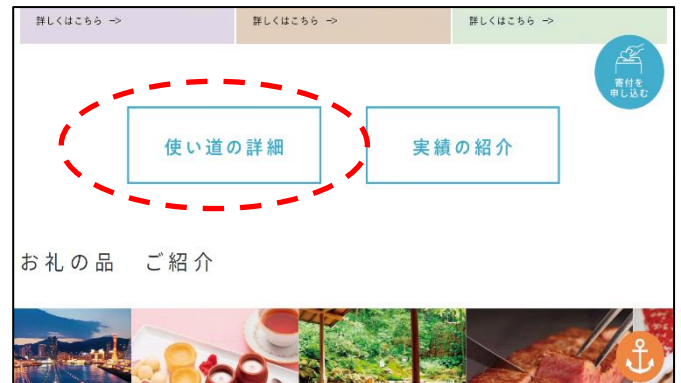 詳しくはこちら ->
詳しくはこちら ->
詳しくはこちら ->
寄付を
申し込む
使い道の詳細
実績の紹介
お礼の品 ご紹介